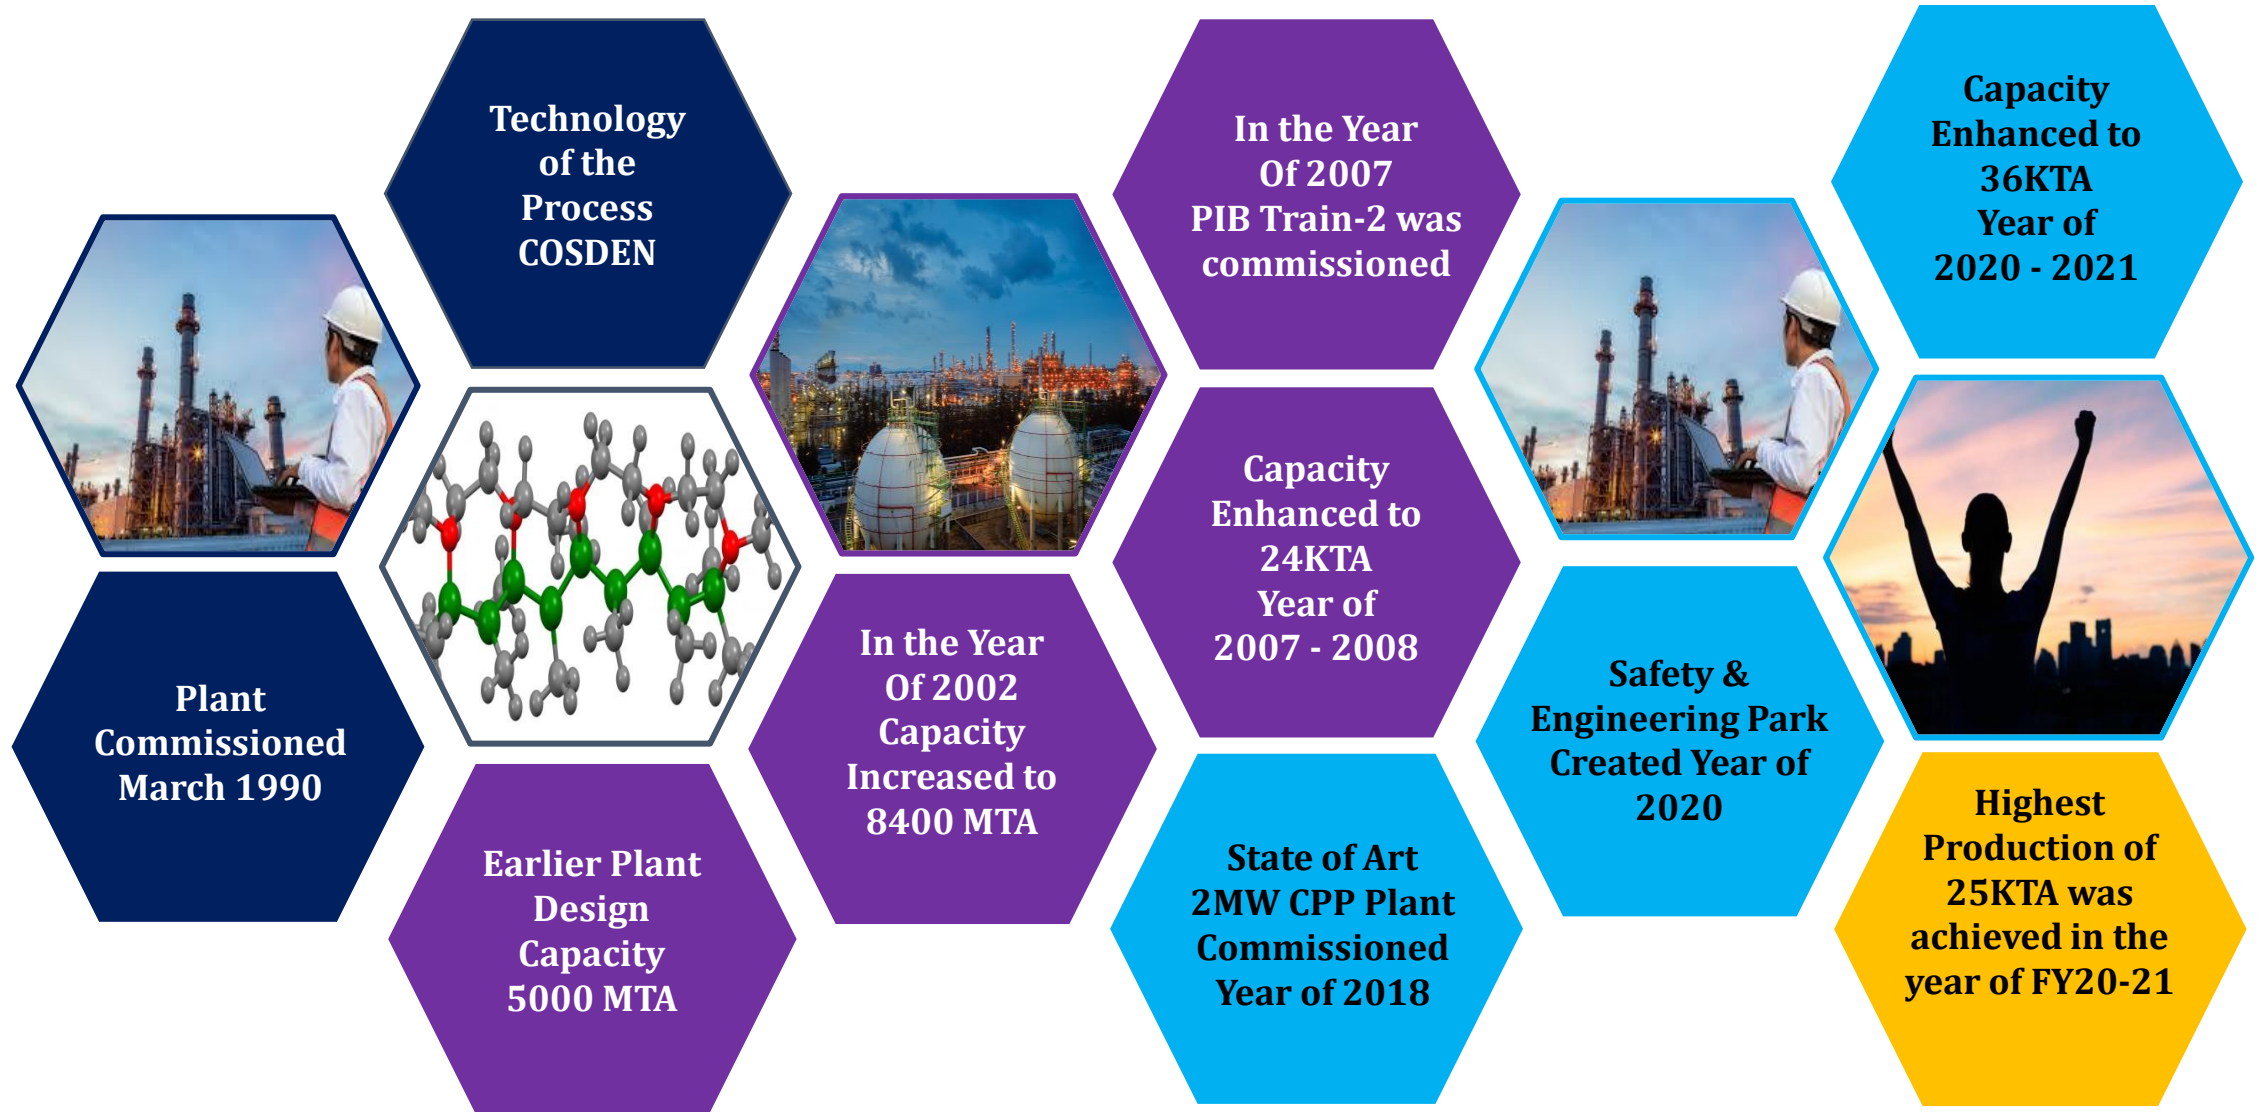 Technology
of the
Process
COSDEN
Plant
Commissioned
March 1990
Earlier Plant
Design
Capacity
5000 MTA
In the Year
Of 2002
Capacity
Increased to
8400 MTA
In the Year
Of 2007
PIB Train-2 was
commissioned
Capacity
Enhanced to
24KTA
Year of
2007 - 2008
State of Art
2MW CPP Plant
Commissioned
Year of 2018
Safety &
Engineering Park
Created Year of
2020
Capacity
Enhanced to
36KTA
Year of
2020 - 2021
Highest
Production of
25KTA was
achieved in the
year of FY20-21